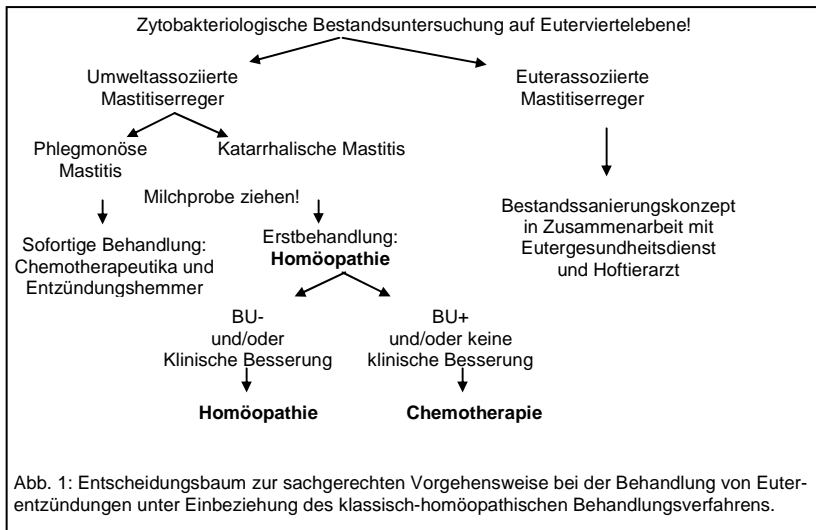 Zytobakteriologische Bestandsuntersuchung auf Euterviertelebene!
Umweltassoziierte
Mastitiserreger
Euterassoziierte
Mastitiserreger
Phlegmonöse
Mastitis
Katarrhalische Mastitis
Milchprobe ziehen!
Sofortige Behandlung:
Chemotherapeutika und
Entzündungshemmer
Erstbehandlung:
Homöopathie
Bestandssanierungskonzept
in Zusammenarbeit mit
Eutergesundheitsdienst
und Hoftierarzt
BU-
und/oder
Klinische Besserung
BU+
und/oder keine
klinische Besserung
Homöopathie
Chemotherapie
Abb. 1: Entscheidungsbaum zur sachgerechten Vorgehensweise bei der Behandlung von Euter-
entzündungen unter Einbeziehung des klassisch-homöopathischen Behandlungsverfahrens.